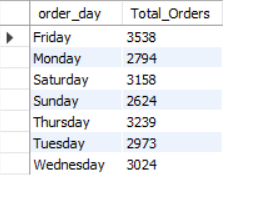 order_day Total_Orders
Friday 3538
Monday 2794
Saturday 3158
Sunday 2624
Thursday 3239
Tuesday 2973
Wednesday 3024